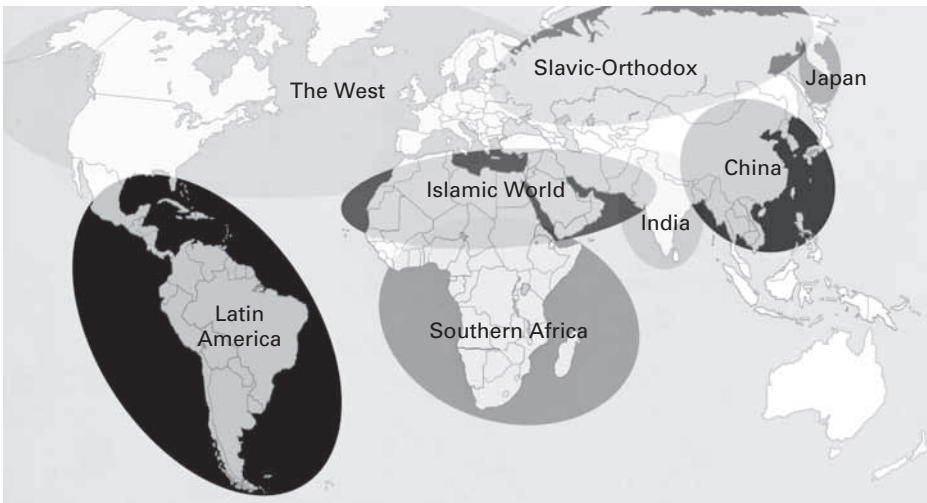 Slavic-Orthodox
Japan
The West
China
Islamic World
India
Latin
America
Southern Africa